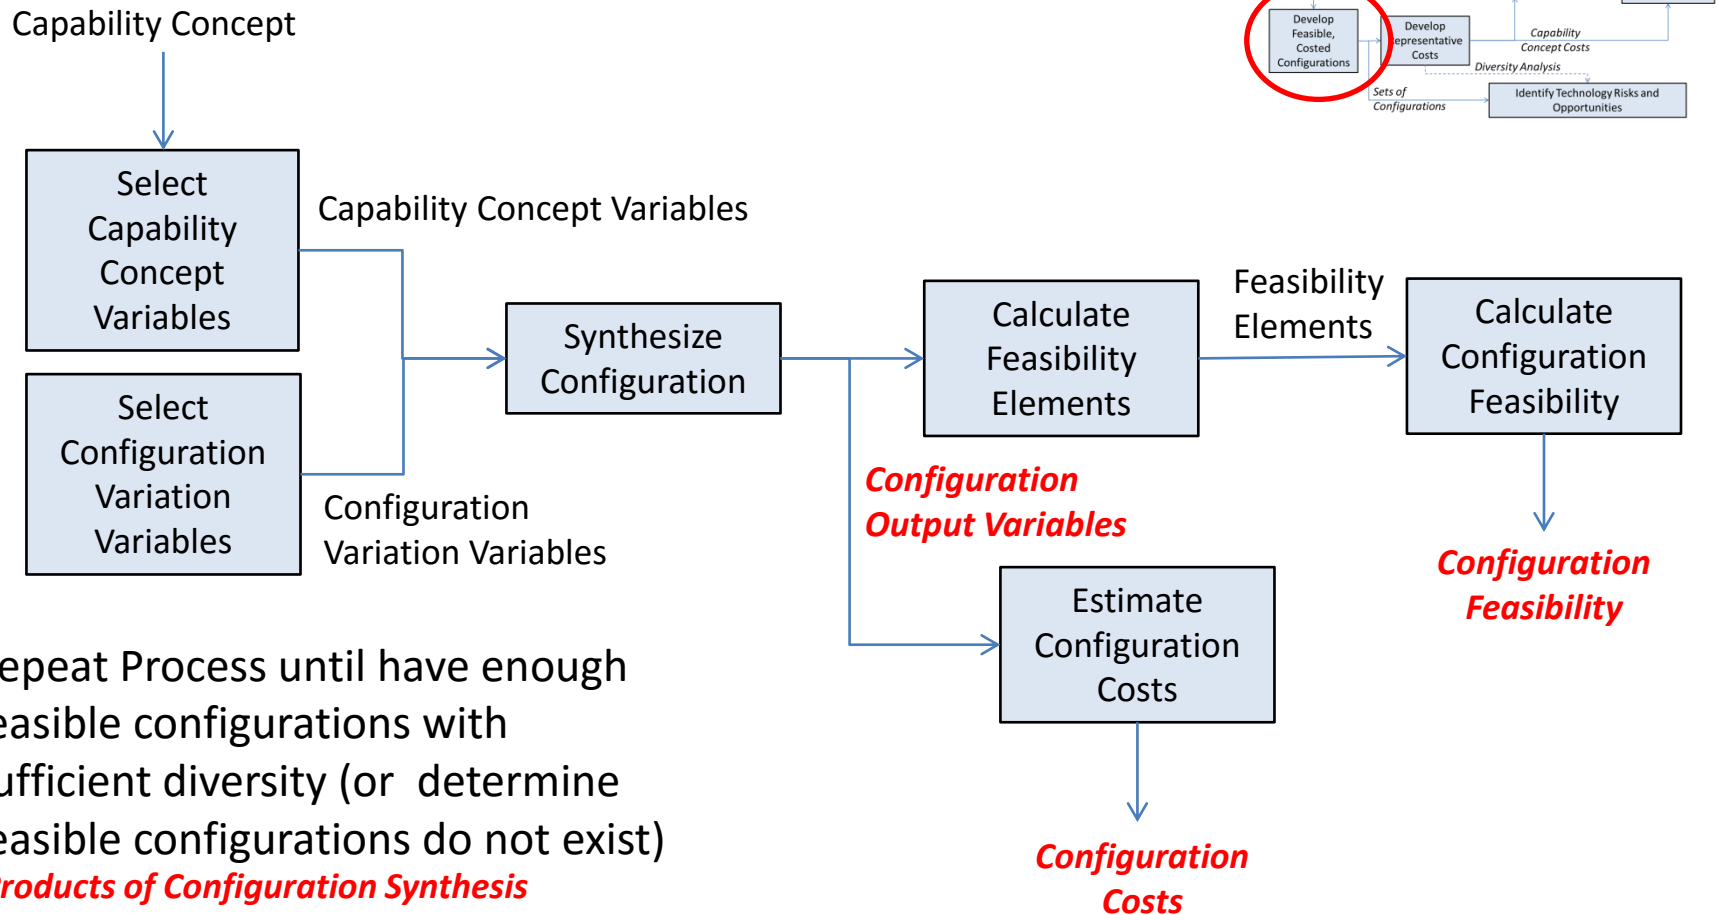 Capability Concept
Select
Capability
Concept
Variables
Capability Concept Variables
Select
Configuration
Variation
Variables
Configuration
Variation Variables
Synthesize
Configuration
Calculate
Feasibility
Elements
Feasibility
Elements
Calculate
Configuration
Feasibility
Configuration
Output Variables
Configuration
Feasibility
Estimate
Configuration
Costs
Configuration
Costs
epeat Process until have enough
easible configurations with
ufficient diversity (or determine
easible configurations do not exist)
Products of Configuration Synthesis
Develop
Feasible,
Costed
Configurations
Develop
epresentative
Costs
Capability
Concept Costs
Diversity Analysis
Sets of
Configurations
Identify Technology Risks and
Opportunities